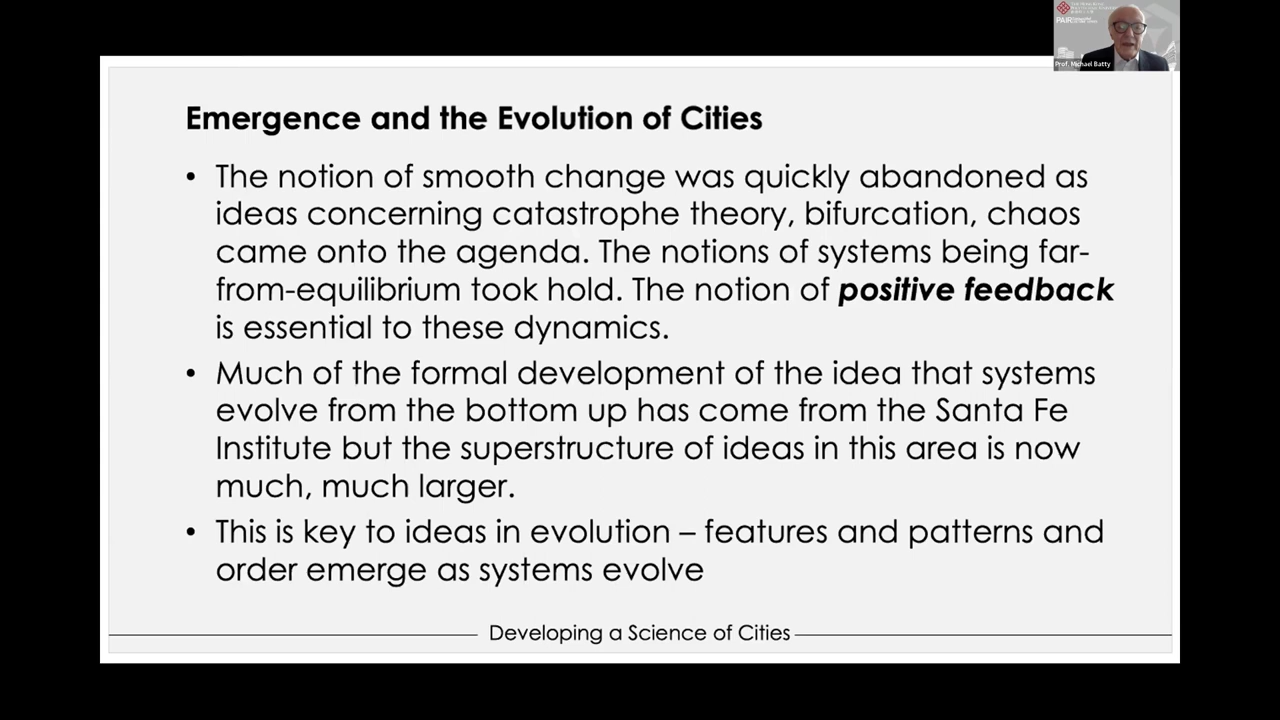 PAIR
Prof. Michael Batty
Emergence and the Evolution of Cities
• The notion of smooth change was quickly abandoned as
ideas concerning catastrophe theory, bifurcation, chaos
came onto the agenda. The notions of systems being far-
from-equilibrium took hold. The notion of positive feedback
is essential to these dynamics.
• Much of the formal development of the idea that systems
evolve from the bottom up has come from the Santa Fe
Institute but the superstructure of ideas in this area is now
much, much larger.
• This is key to ideas in evolution – features and patterns and
order emerge as systems evolve
Developing a Science of Cities